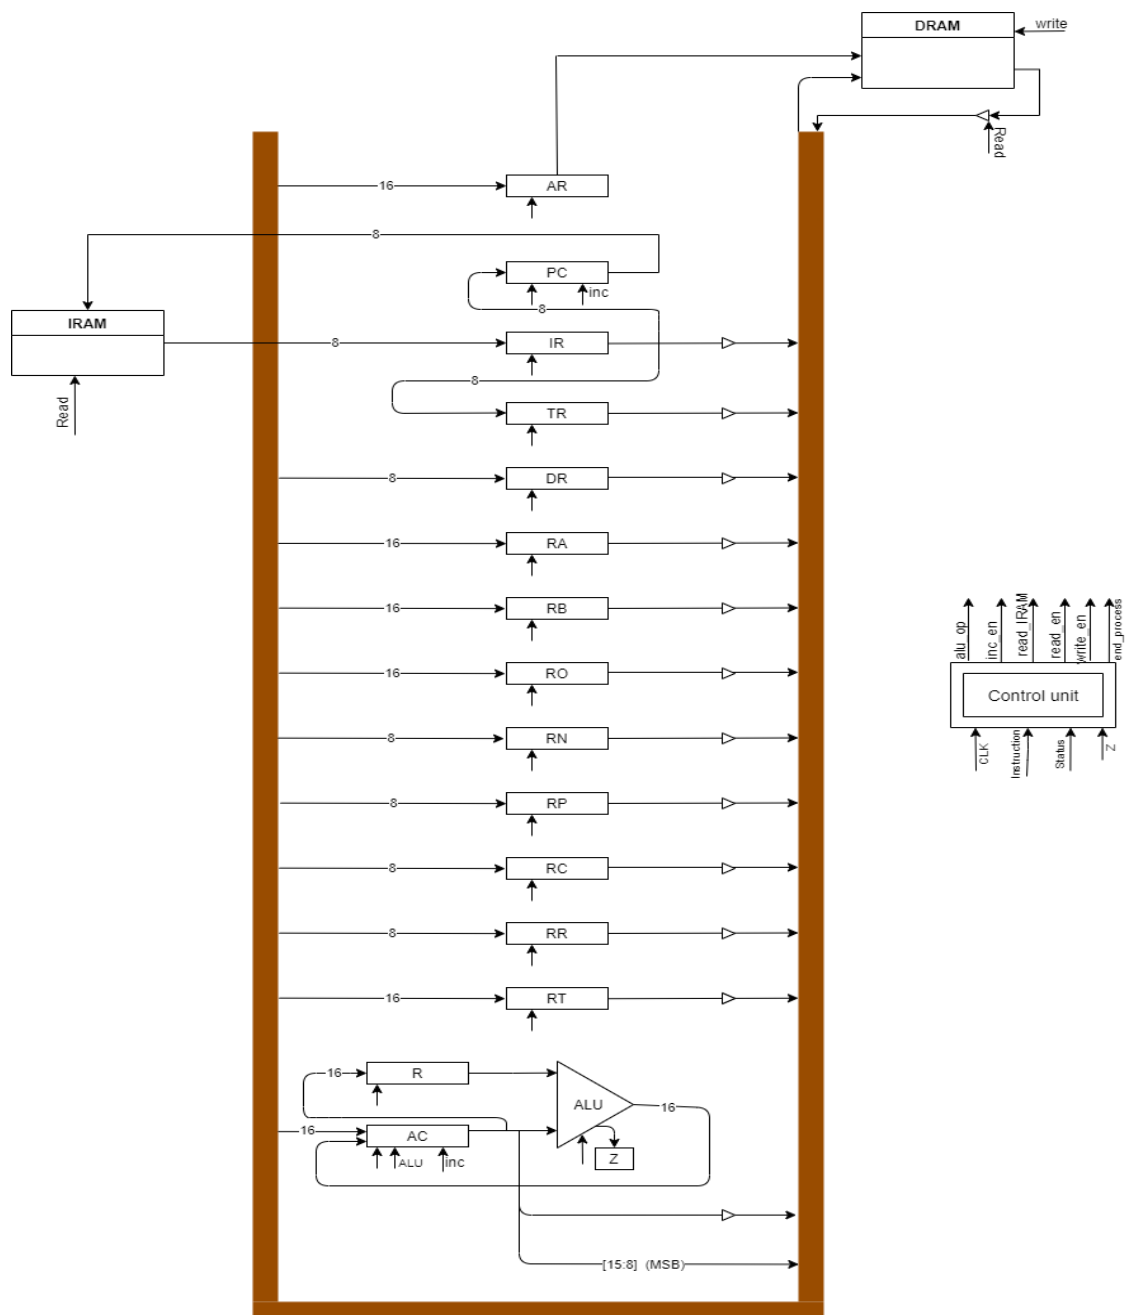 DRAM
write
Read
16
AR
8
PC
inc
8
IRAM
8
IR
Read
8
TR
8
DR
16
RA
16
RB
alu_op
inc_en
read_IRAM
read_en
write_en
end_process
16
RO
Control unit
8
RN
CLK
Instruction
Status
Z
8
RP
8
RC
8
RR
16
RT
16
R
ALU
16
16
AC
ALU
inc
Z
[15:8] (MSB)